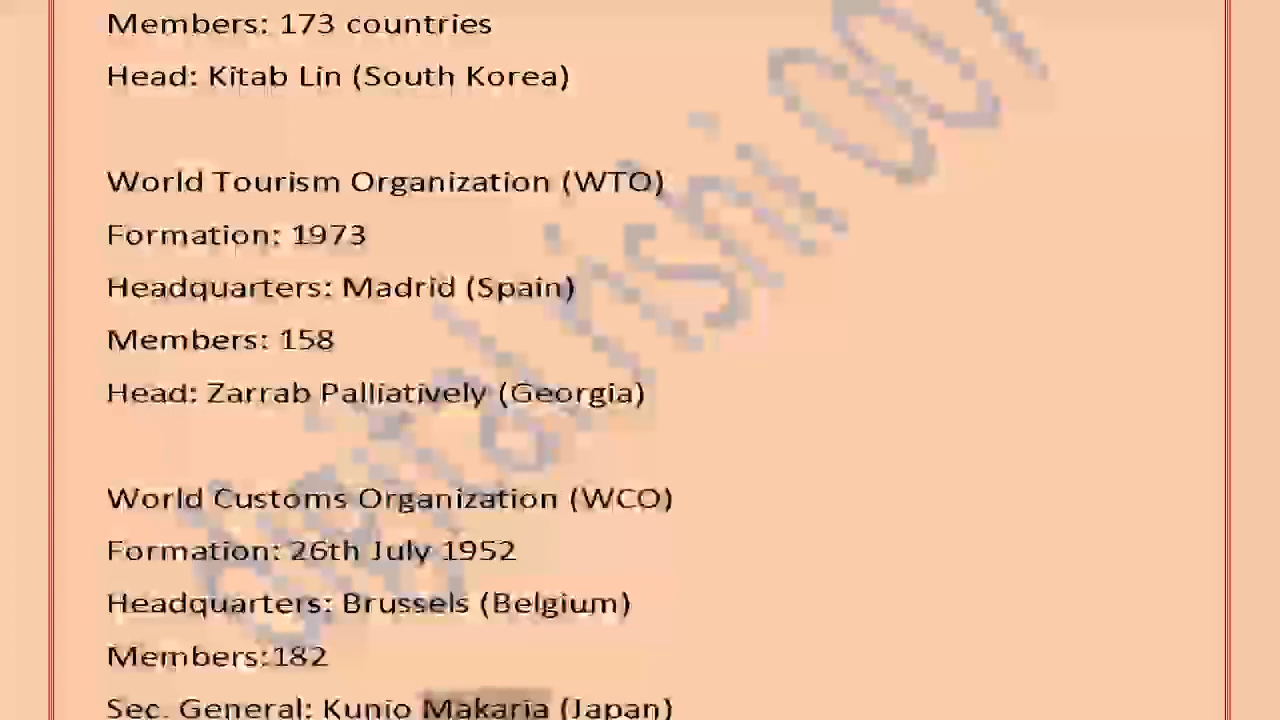 Members: 173 countries
Head: Kitab Lin (South Korea)
World Tourism Organization (WTO)
Formation: 1973
Headquarters: Madrid (Spain)
Members: 158
Head: Zarrab Palliatively (Georgia)
World Customs Organization (WCO)
Formation: 26th July 1952
Headquarters: Brussels (Belgium)
Members:182
Sec. General: Kunio Makaria (Japan)